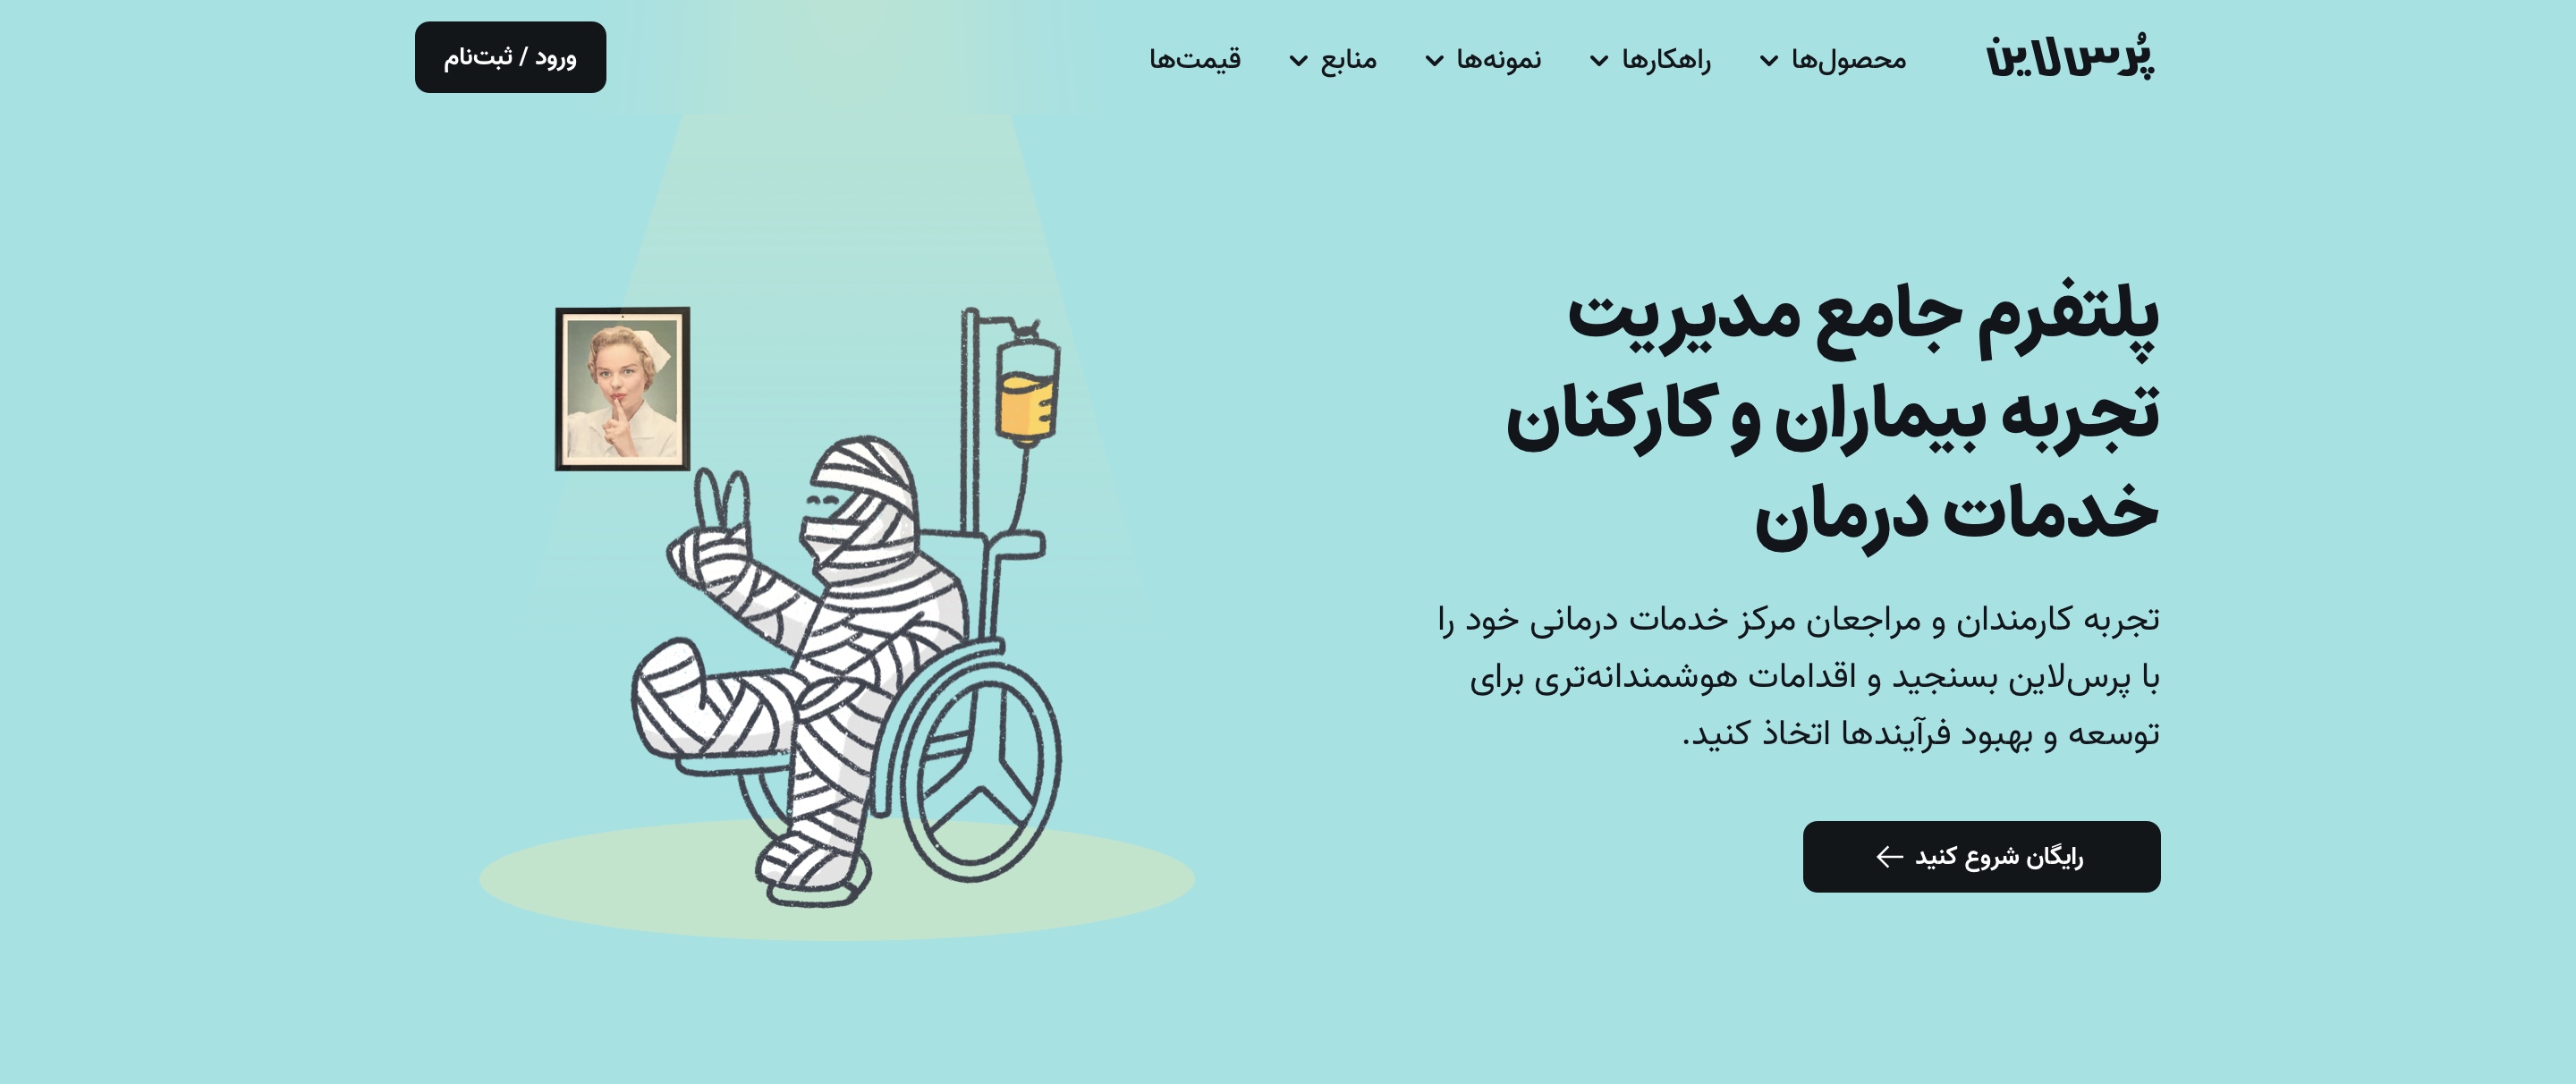 پُرس‌لاین
محصول‌ها
راهکارها
نمونه‌ها
منابع
قیمت‌ها
ورود / ثبت‌نام
پلتفرم جامع مدیریت
تجربه بیماران و کارکنان
خدمات درمان
تجربه کارمندان و مراجعان مرکز خدمات درمانی خود را
با پرس‌لاین بسنجید و اقدامات هوشمندانه‌تری برای
توسعه و بهبود فرآیندها اتخاذ کنید.
رایگان شروع کنید